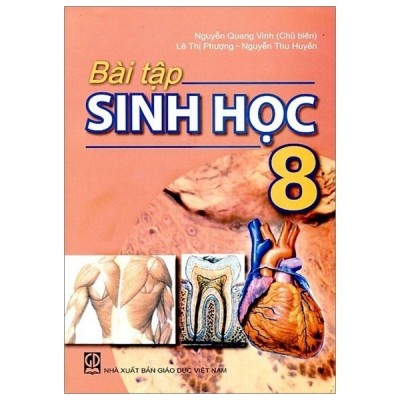 Nguyễn Quang Vinh (Chủ biên)
Lê Thị Phượng - Nguyễn Thu Huyền
Bài tập
SINH HỌC
8
NHÀ XUẤT BẢN GIÁO DỤC VIỆT NAM